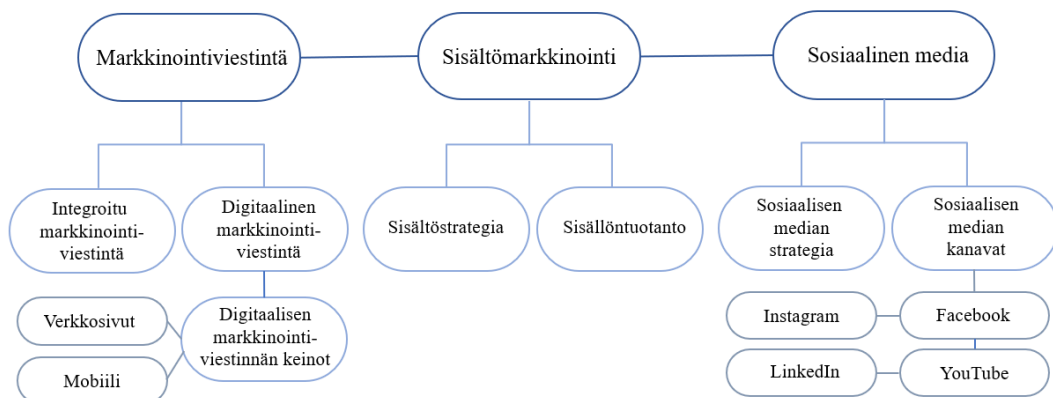 Markkinointiviestintä
Sisältömarkkinointi
Sosiaalinen media
Integroitu
markkinointi-
viestintä
Digitaalinen
markkinointi-
viestintä
Sisältöstrategia
Sisällöntuotanto
Sosiaalisen
median
strategia
Sosiaalisen
median
kanavat
Verkkosivut
Mobiili
Digitaalisen
markkinointi-
viestinnän keinot
Instagram
Facebook
LinkedIn
YouTube